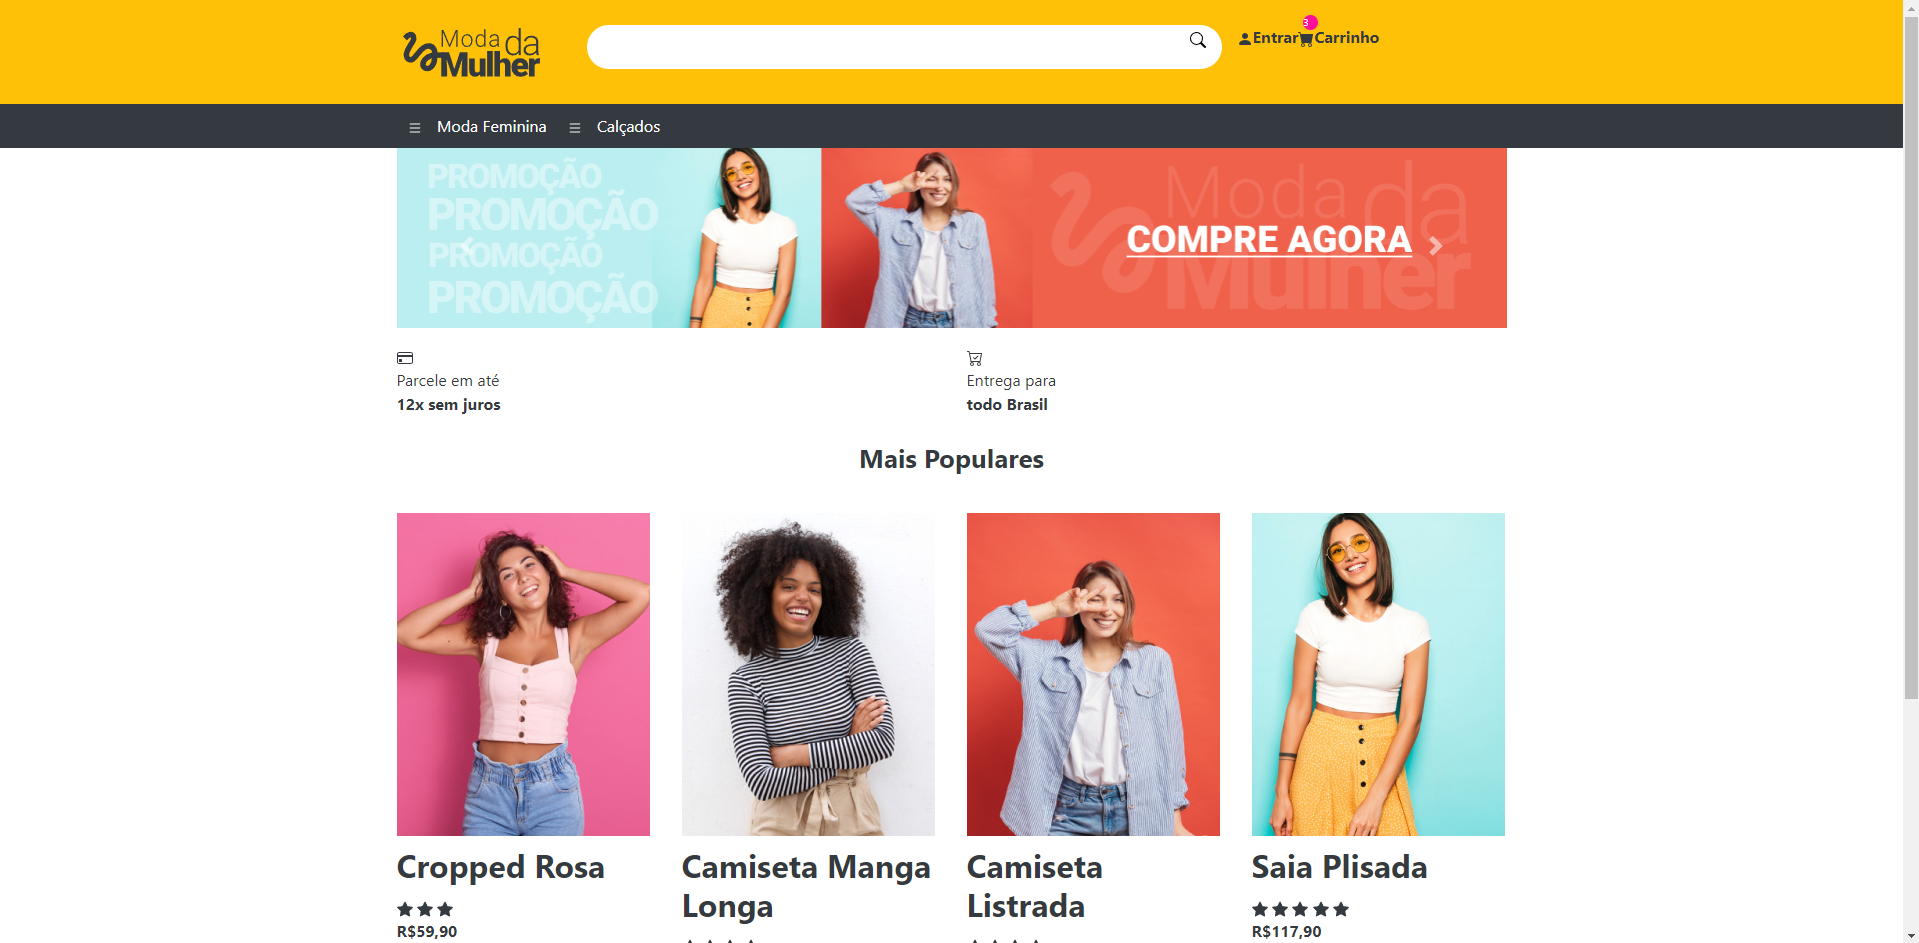 Moda da
Mulher
3
Entrar Carrinho
Moda Feminina Calçados
PROMOÇÃO
PROMOÇÃO
PROMOÇÃO
PROMOÇÃO
Moda da
Mulher
COMPRE AGORA
Parcele em até
12x sem juros
Entrega para
todo Brasil
Mais Populares
Cropped Rosa
R$59,90
Camiseta Manga
Longa
Camiseta
Listrada
Saia Plisada
R$117,90